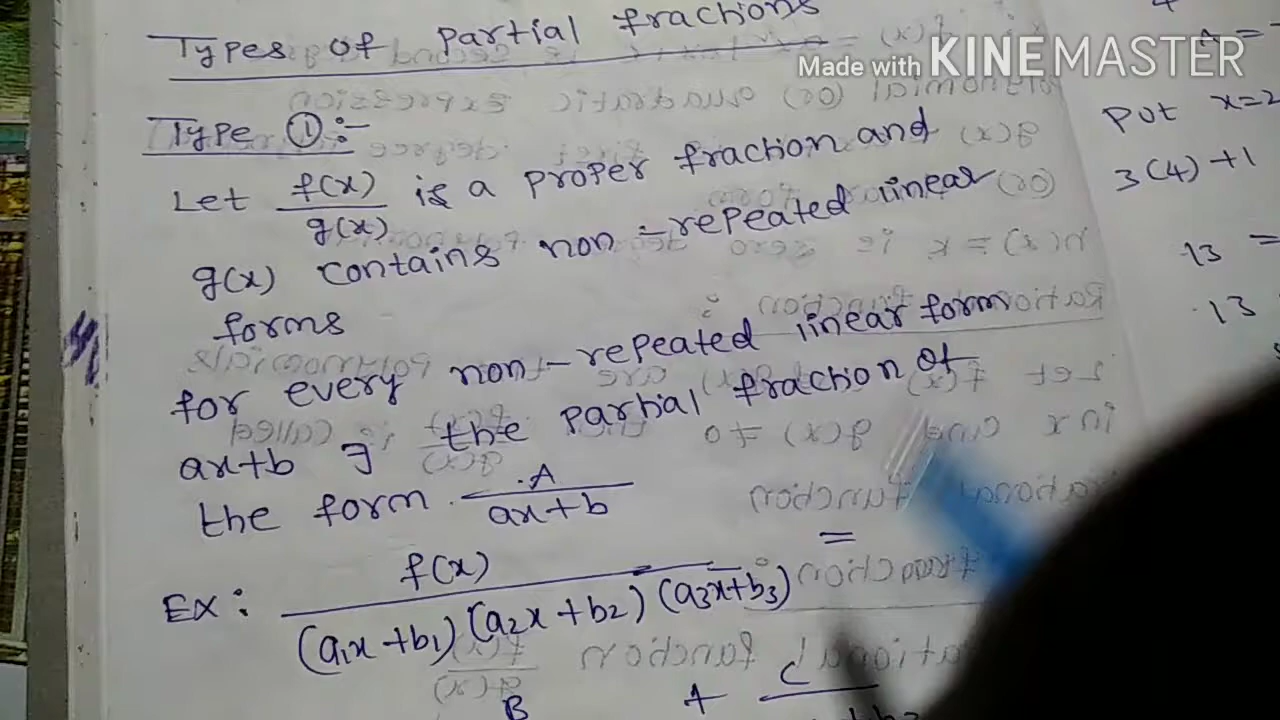 Types of Partial fractions
Made with KINEMASTER
Type ① :-
Let f(x)/g(x) is a proper fraction and
g(x) contains non-repeated linear
forms
for every non-repeated linear form
ax+b ∃ the partial fraction of
the form A/ax+b
=
Ex: f(x)/(a1x+b1)(a2x+b2)(a3x+b3)
B + C
Put x=2
3(4)+1
13 =
13